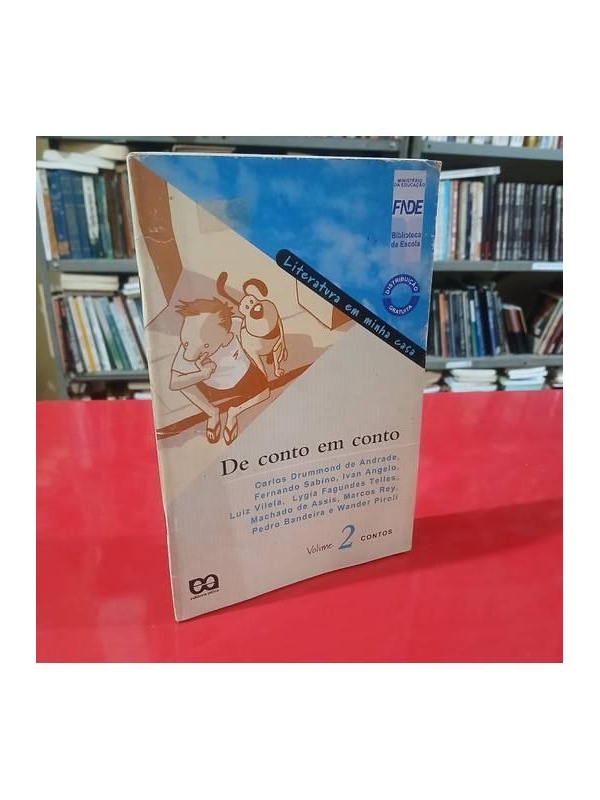 MINISTÉRIO
DA EDUCAÇÃO
FNDE
Biblioteca
da Escola
DISTRIBUIÇÃO
GRATUITA
Literatura em minha casa
De conto em conto
Carlos Drummond de Andrade,
Fernando Sabino, Ivan Angelo,
Luiz Vilela, Lygia Fagundes Telles,
Machado de Assis, Marcos Rey,
Pedro Bandeira e Wander Piroli
Volume 2 CONTOS
editora ática